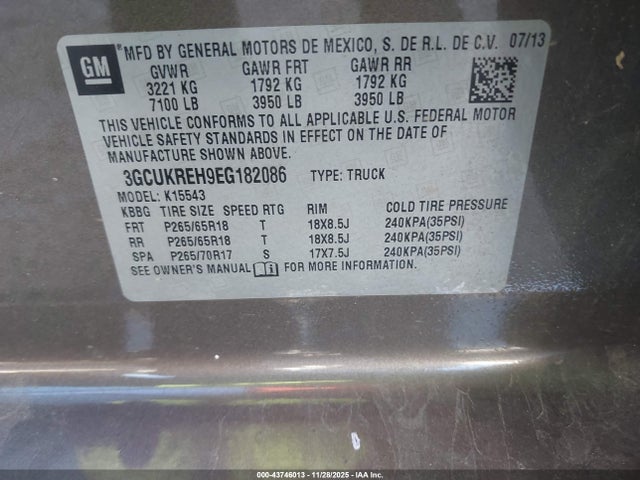 GM
MFD BY GENERAL MOTORS DE MEXICO, S. DE R.L. DE C.V. 07/13
GVWR GAWR FRT GAWR RR
3221 KG 1792 KG 1792 KG
7100 LB 3950 LB 3950 LB
THIS VEHICLE CONFORMS TO ALL APPLICABLE U.S. FEDERAL MOTOR
VEHICLE SAFETY STANDARDS IN EFFECT ON THE DATE OF
MANUFACTURE SHOWN ABOVE.
3GCUKREH9EG182086 TYPE: TRUCK
MODEL: K15543
KBBG TIRE SIZE SPEED RTG RIM COLD TIRE PRESSURE
FRT P265/65R18 T 18X8.5J 240KPA(35PSI)
RR P265/65R18 T 18X8.5J 240KPA(35PSI)
SPA P265/70R17 S 17X7.5J 240KPA(35PSI)
SEE OWNER'S MANUAL FOR MORE INFORMATION.
000-43746013 - 11/28/2025 - IAAI, Inc.